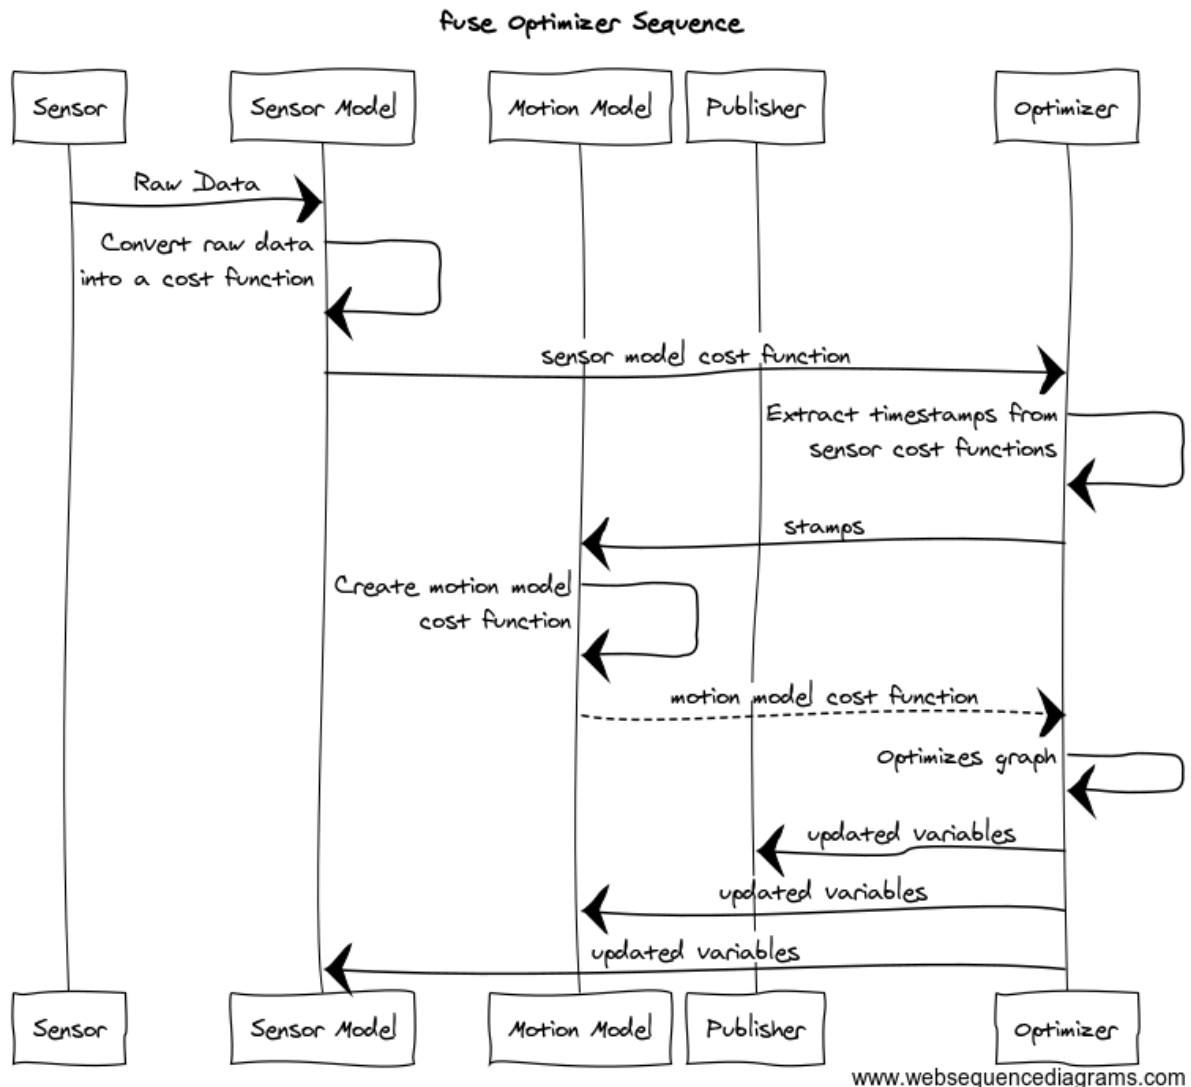 fuse Optimizer Sequence
Sensor
Sensor Model
Motion Model
Publisher
Optimizer
Raw Data
Convert raw data
into a cost function
sensor model cost function
Extract timestamps from
sensor cost functions
stamps
Create motion model
cost function
motion model cost function
Optimizes graph
updated variables
updated variables
updated variables
Sensor
Sensor Model
Motion Model
Publisher
Optimizer
www.websequencediagrams.com